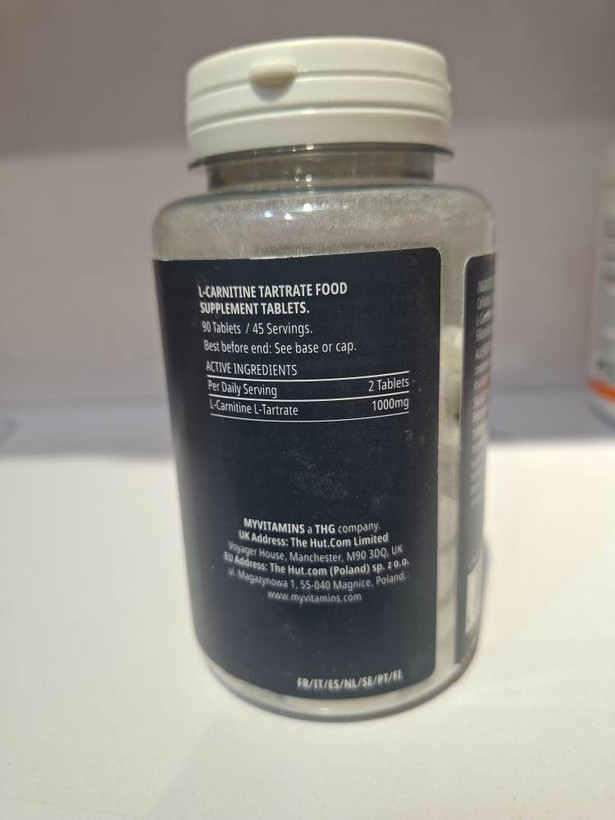 L-CARNITINE TARTRATE FOOD
SUPPLEMENT TABLETS.
90 Tablets / 45 Servings.
Best before end: See base or cap.
ACTIVE INGREDIENTS
Per Daily Serving 2 Tablets
L-Carnitine L-Tartrate 1000mg
MYVITAMINS a THG company.
UK Address: The Hut.Com Limited
Voyager House, Manchester, M90 3DQ, UK
EU Address: The Hut.com (Poland) sp. z o.o.
al. Magazynowa 1, 55-040 Magnice, Poland.
www.myvitamins.com
FR/IT/ES/NL/SE/PT/FI